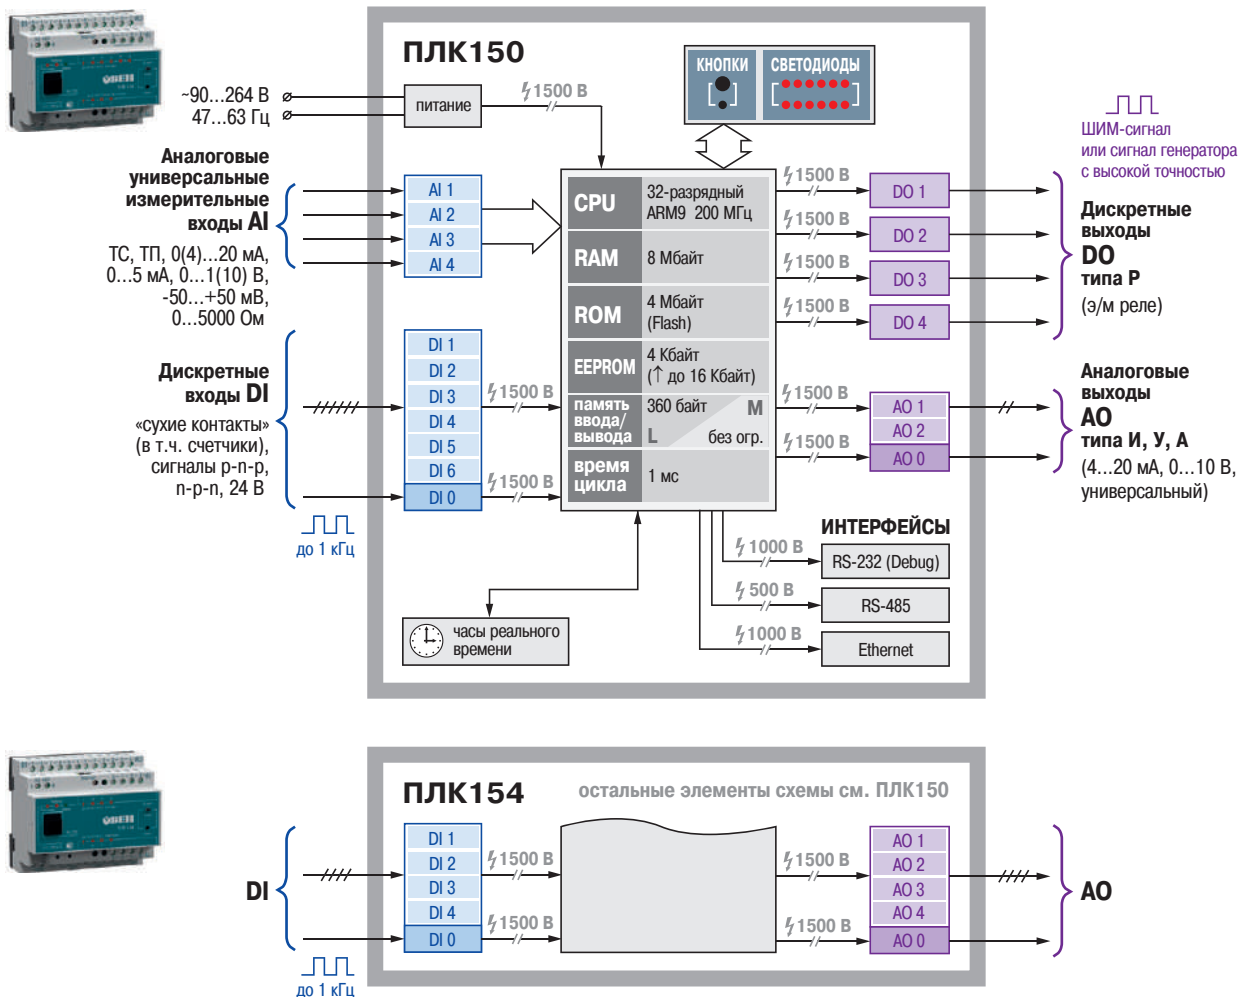 ПЛК150
~90...264 В
47...63 Гц
питание
1500 В
КНОПКИ
СВЕТОДИОДЫ
ШИМ-сигнал
или сигнал генератора
с высокой точностью
Аналоговые
универсальные
измерительные
входы AI
ТС, ТП, 0(4)...20 мА,
0...5 мА, 0...1(10) В,
-50...+50 мВ,
0...5000 Ом
AI 1
AI 2
AI 3
AI 4
CPU
32-разрядный
ARM9 200 МГц
RAM
8 Мбайт
ROM
4 Мбайт
(Flash)
EEPROM
4 Кбайт
(↑ до 16 Кбайт)
память
ввода/
вывода
360 байт
M
L
без огр.
время
цикла
1 мс
1500 В
DO 1
1500 В
DO 2
1500 В
DO 3
1500 В
DO 4
Дискретные
выходы
DO
типа Р
(э/м реле)
Дискретные
входы DI
«сухие контакты»
(в т.ч. счетчики),
сигналы p-n-p,
n-p-n, 24 В
до 1 кГц
DI 1
DI 2
DI 3
DI 4
DI 5
DI 6
DI 0
1500 В
1500 В
1500 В
1500 В
AO 1
AO 2
AO 0
Аналоговые
выходы
AO
типа И, У, А
(4...20 мА, 0...10 В,
универсальный)
ИНТЕРФЕЙСЫ
1000 В
RS-232 (Debug)
500 В
RS-485
1000 В
Ethernet
часы реального
времени
ПЛК154
остальные элементы схемы см. ПЛК150
DI
до 1 кГц
DI 1
DI 2
DI 3
DI 4
DI 0
1500 В
1500 В
1500 В
1500 В
AO 1
AO 2
AO 3
AO 4
AO 0
AO
ОВЕН
ОВЕН